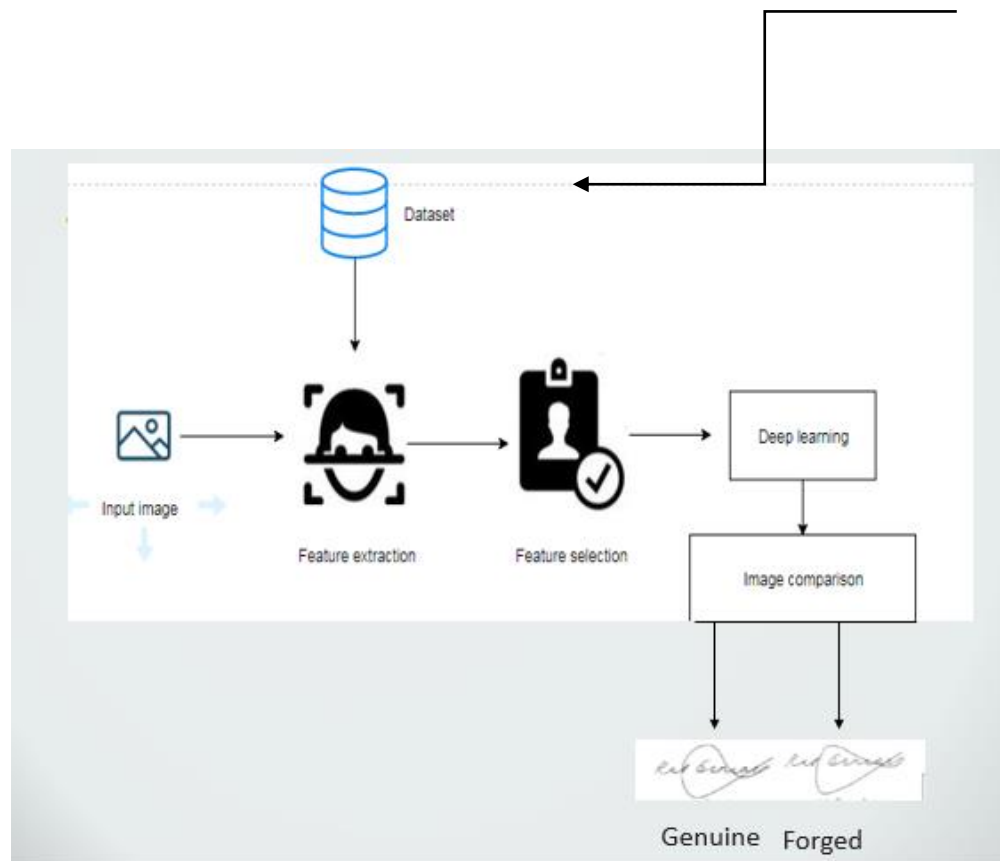 Dataset
Deep learning
Input image
Feature extraction
Feature selection
Image comparison
Genuine Forged